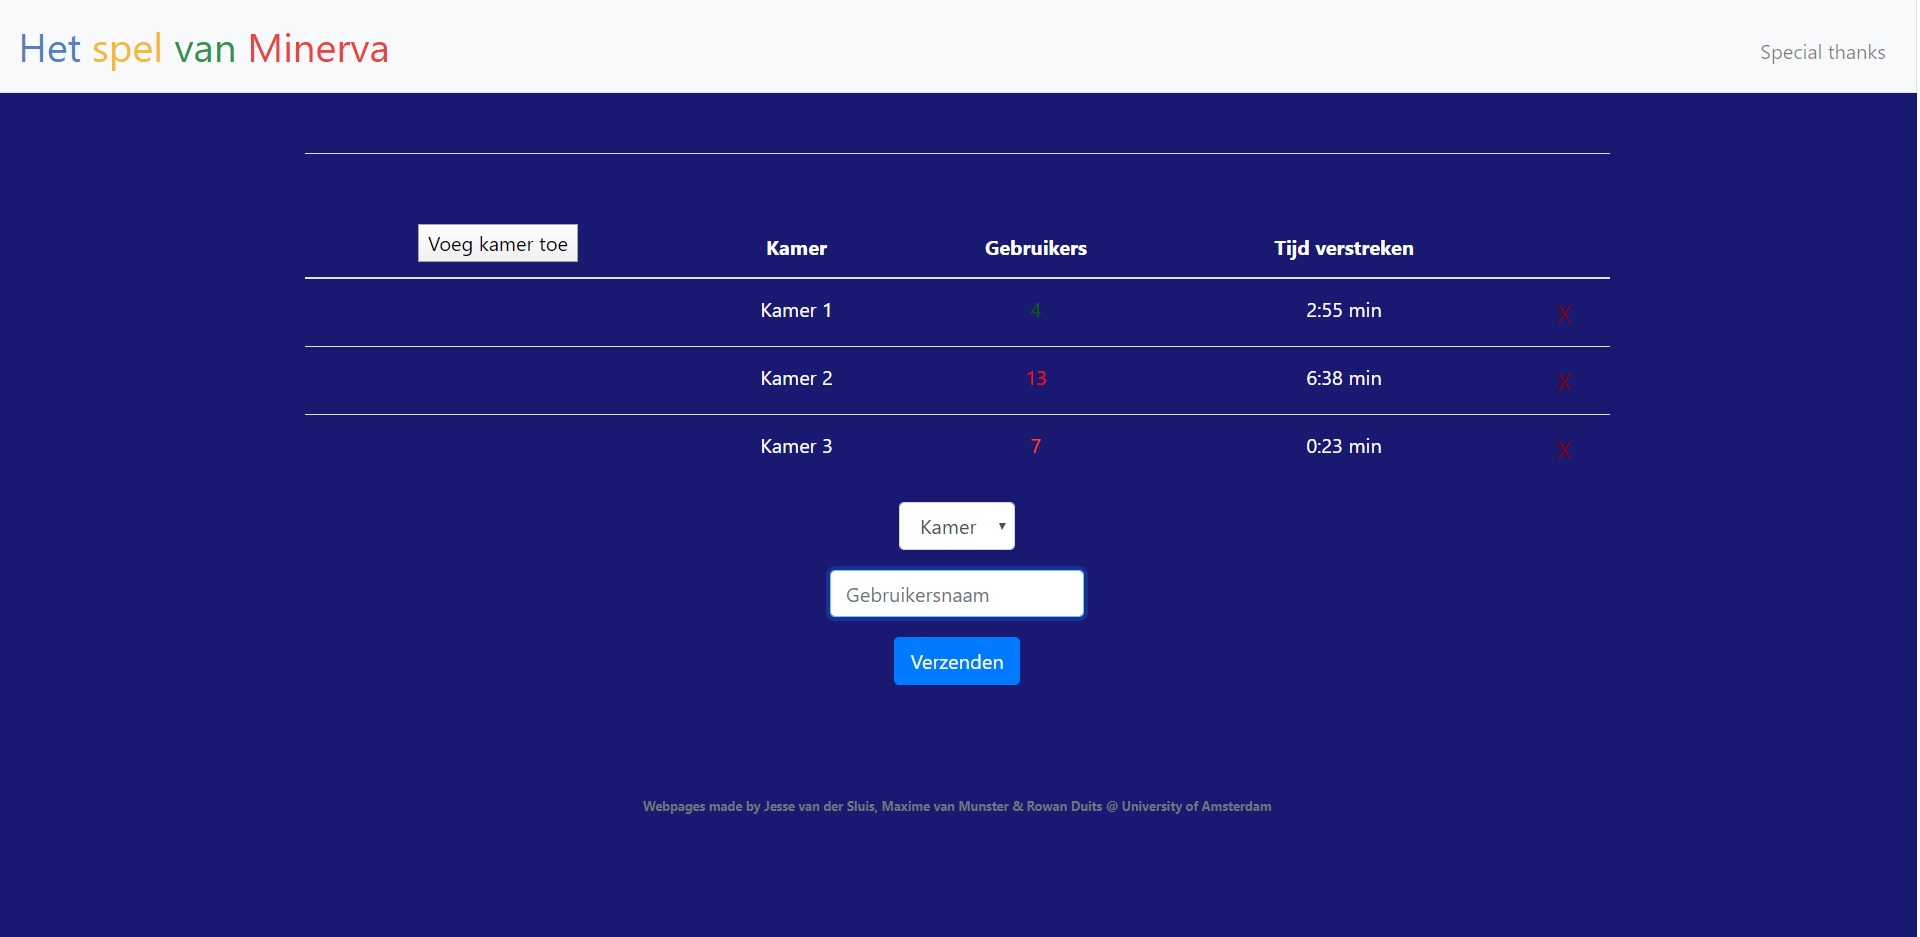 Het spel van Minerva
Special thanks
Voeg kamer toe Kamer Gebruikers Tijd verstreken
Kamer 1 4 2:55 min X
Kamer 2 13 6:38 min X
Kamer 3 7 0:23 min X
Kamer
Gebruikersnaam
Verzenden
Webpages made by Jesse van der Sluis, Maxime van Munster & Rowan Duits @ University of Amsterdam